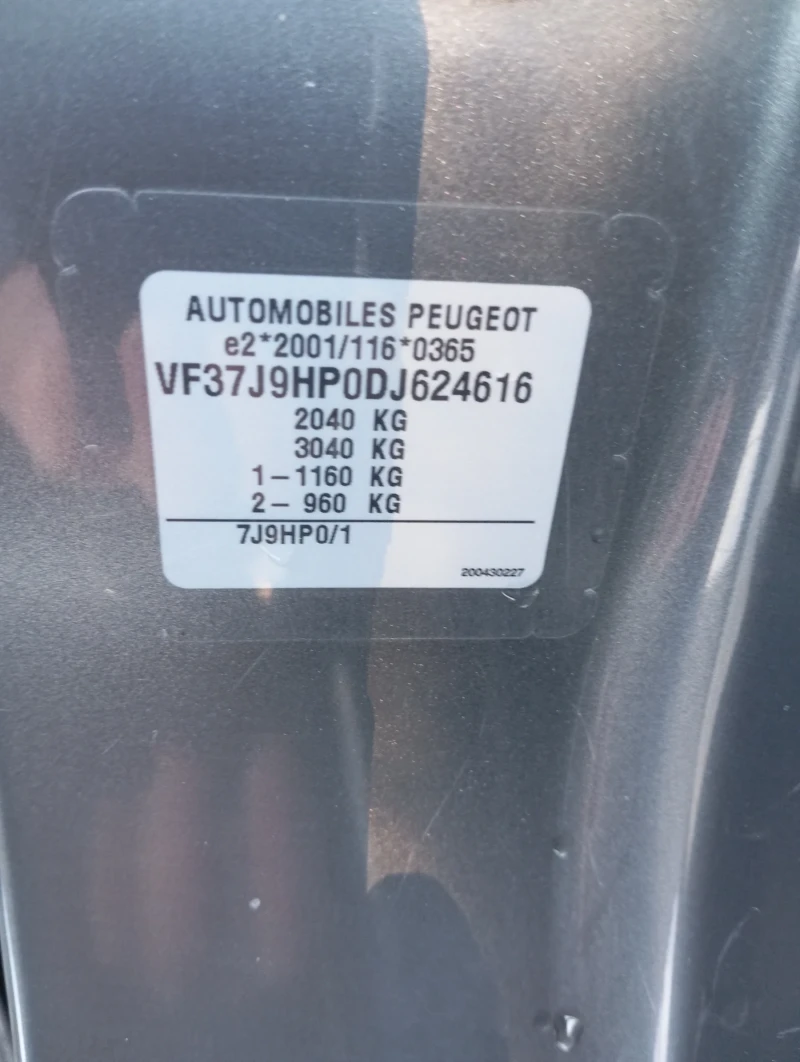 AUTOMOBILES PEUGEOT
e2*2001/116*0365
VF37J9HP0DJ624616
2040 KG
3040 KG
1-1160 KG
2- 960 KG
7J9HP0/1
200430227